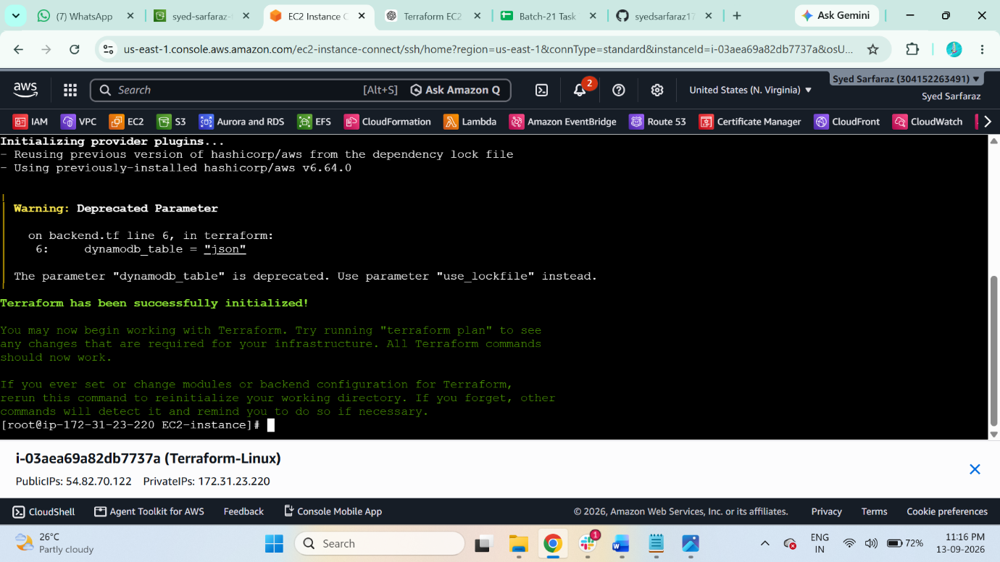 (7) WhatsApp
syed-sarfaraz-
EC2 Instance C
Terraform EC2
Batch-21 Task
syedsarfaraz17
Ask Gemini
us-east-1.console.aws.amazon.com/ec2-instance-connect/ssh/home?region=us-east-1&connType=standard&instanceId=i-03aea69a82db7737a&osU...
aws
Search
[Alt+S]
Ask Amazon Q
2
United States (N. Virginia)
Syed Sarfaraz (304152263491)
Syed Sarfaraz
IAM
VPC
EC2
S3
Aurora and RDS
EFS
CloudFormation
Lambda
Amazon EventBridge
Route 53
Certificate Manager
CloudFront
CloudWatch
Initializing provider plugins...
- Reusing previous version of hashicorp/aws from the dependency lock file
- Using previously-installed hashicorp/aws v6.64.0
Warning: Deprecated Parameter
on backend.tf line 6, in terraform:
6: dynamodb_table = "json"
The parameter "dynamodb_table" is deprecated. Use parameter "use_lockfile" instead.
Terraform has been successfully initialized!
You may now begin working with Terraform. Try running "terraform plan" to see
any changes that are required for your infrastructure. All Terraform commands
should now work.
If you ever set or change modules or backend configuration for Terraform,
rerun this command to reinitialize your working directory. If you forget, other
commands will detect it and remind you to do so if necessary.
[root@ip-172-31-23-220 EC2-instance]#
i-03aea69a82db7737a (Terraform-Linux)
PublicIPs: 54.82.70.122 PrivateIPs: 172.31.23.220
CloudShell
Agent Toolkit for AWS
Feedback
Console Mobile App
© 2026, Amazon Web Services, Inc. or its affiliates.
Privacy
Terms
Cookie preferences
26°C
Partly cloudy
Search
1
ENG
IN
72%
11:16 PM
13-09-2026